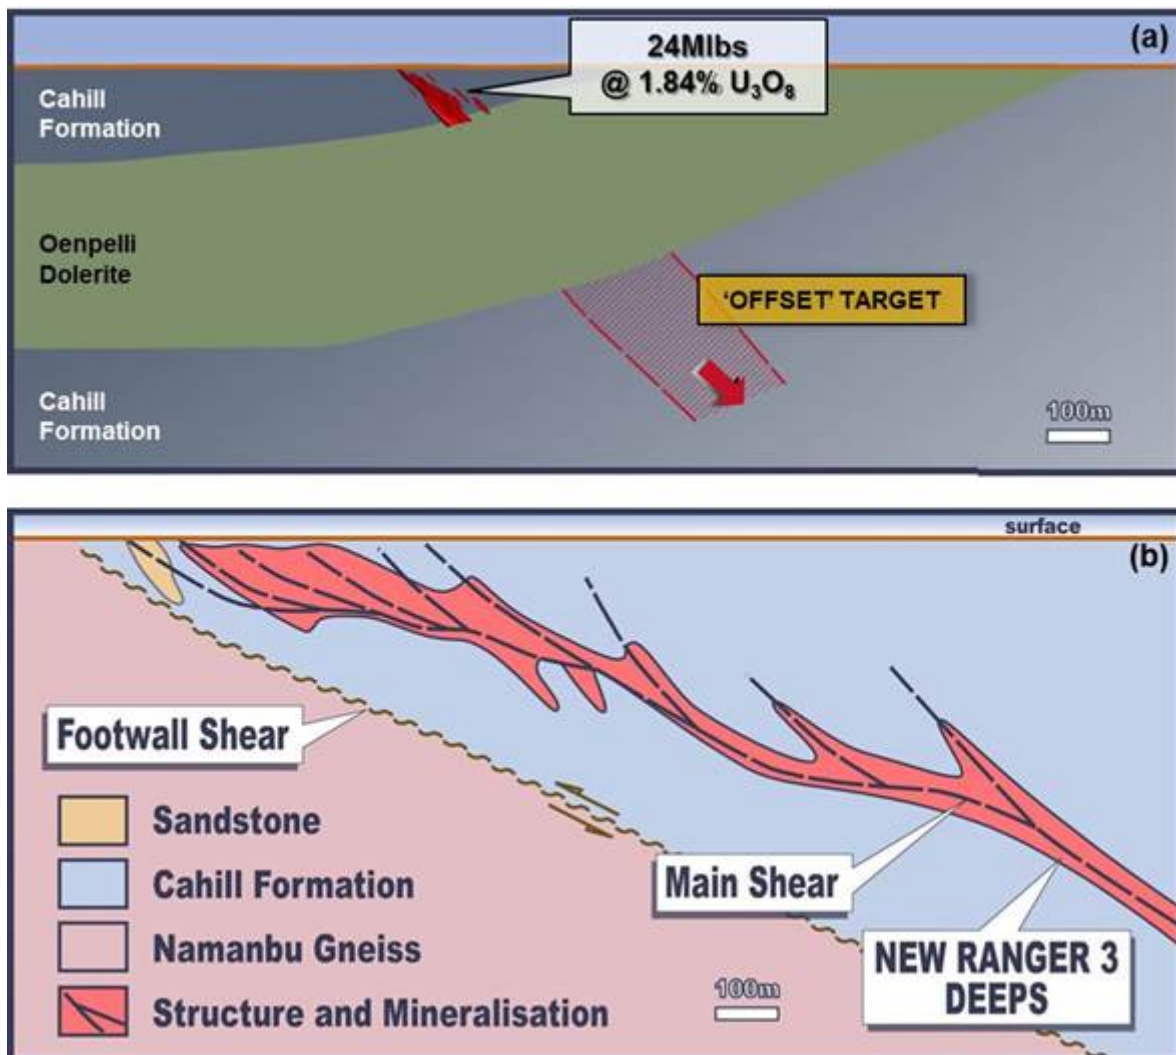 (a)
24Mlbs
@ 1.84% U₃O₈
Cahill
Formation
Oenpelli
Dolerite
'OFFSET' TARGET
Cahill
Formation
100m
surface
(b)
Footwall Shear
Sandstone
Cahill Formation
Namanbu Gneiss
Structure and Mineralisation
Main Shear
NEW RANGER 3
DEEPS
100m